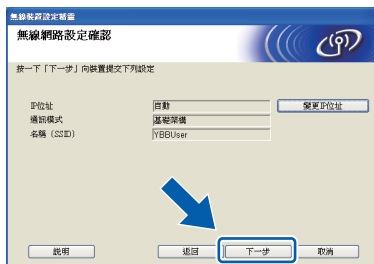 無線裝置設定精靈
無線網路設定確認
按一下「下一步」向裝置提交下列設定
IP位址 自動 變更IP位址
通訊模式 基礎架構
名稱 (SSID) YBBUser
説明 返回 下一步 取消